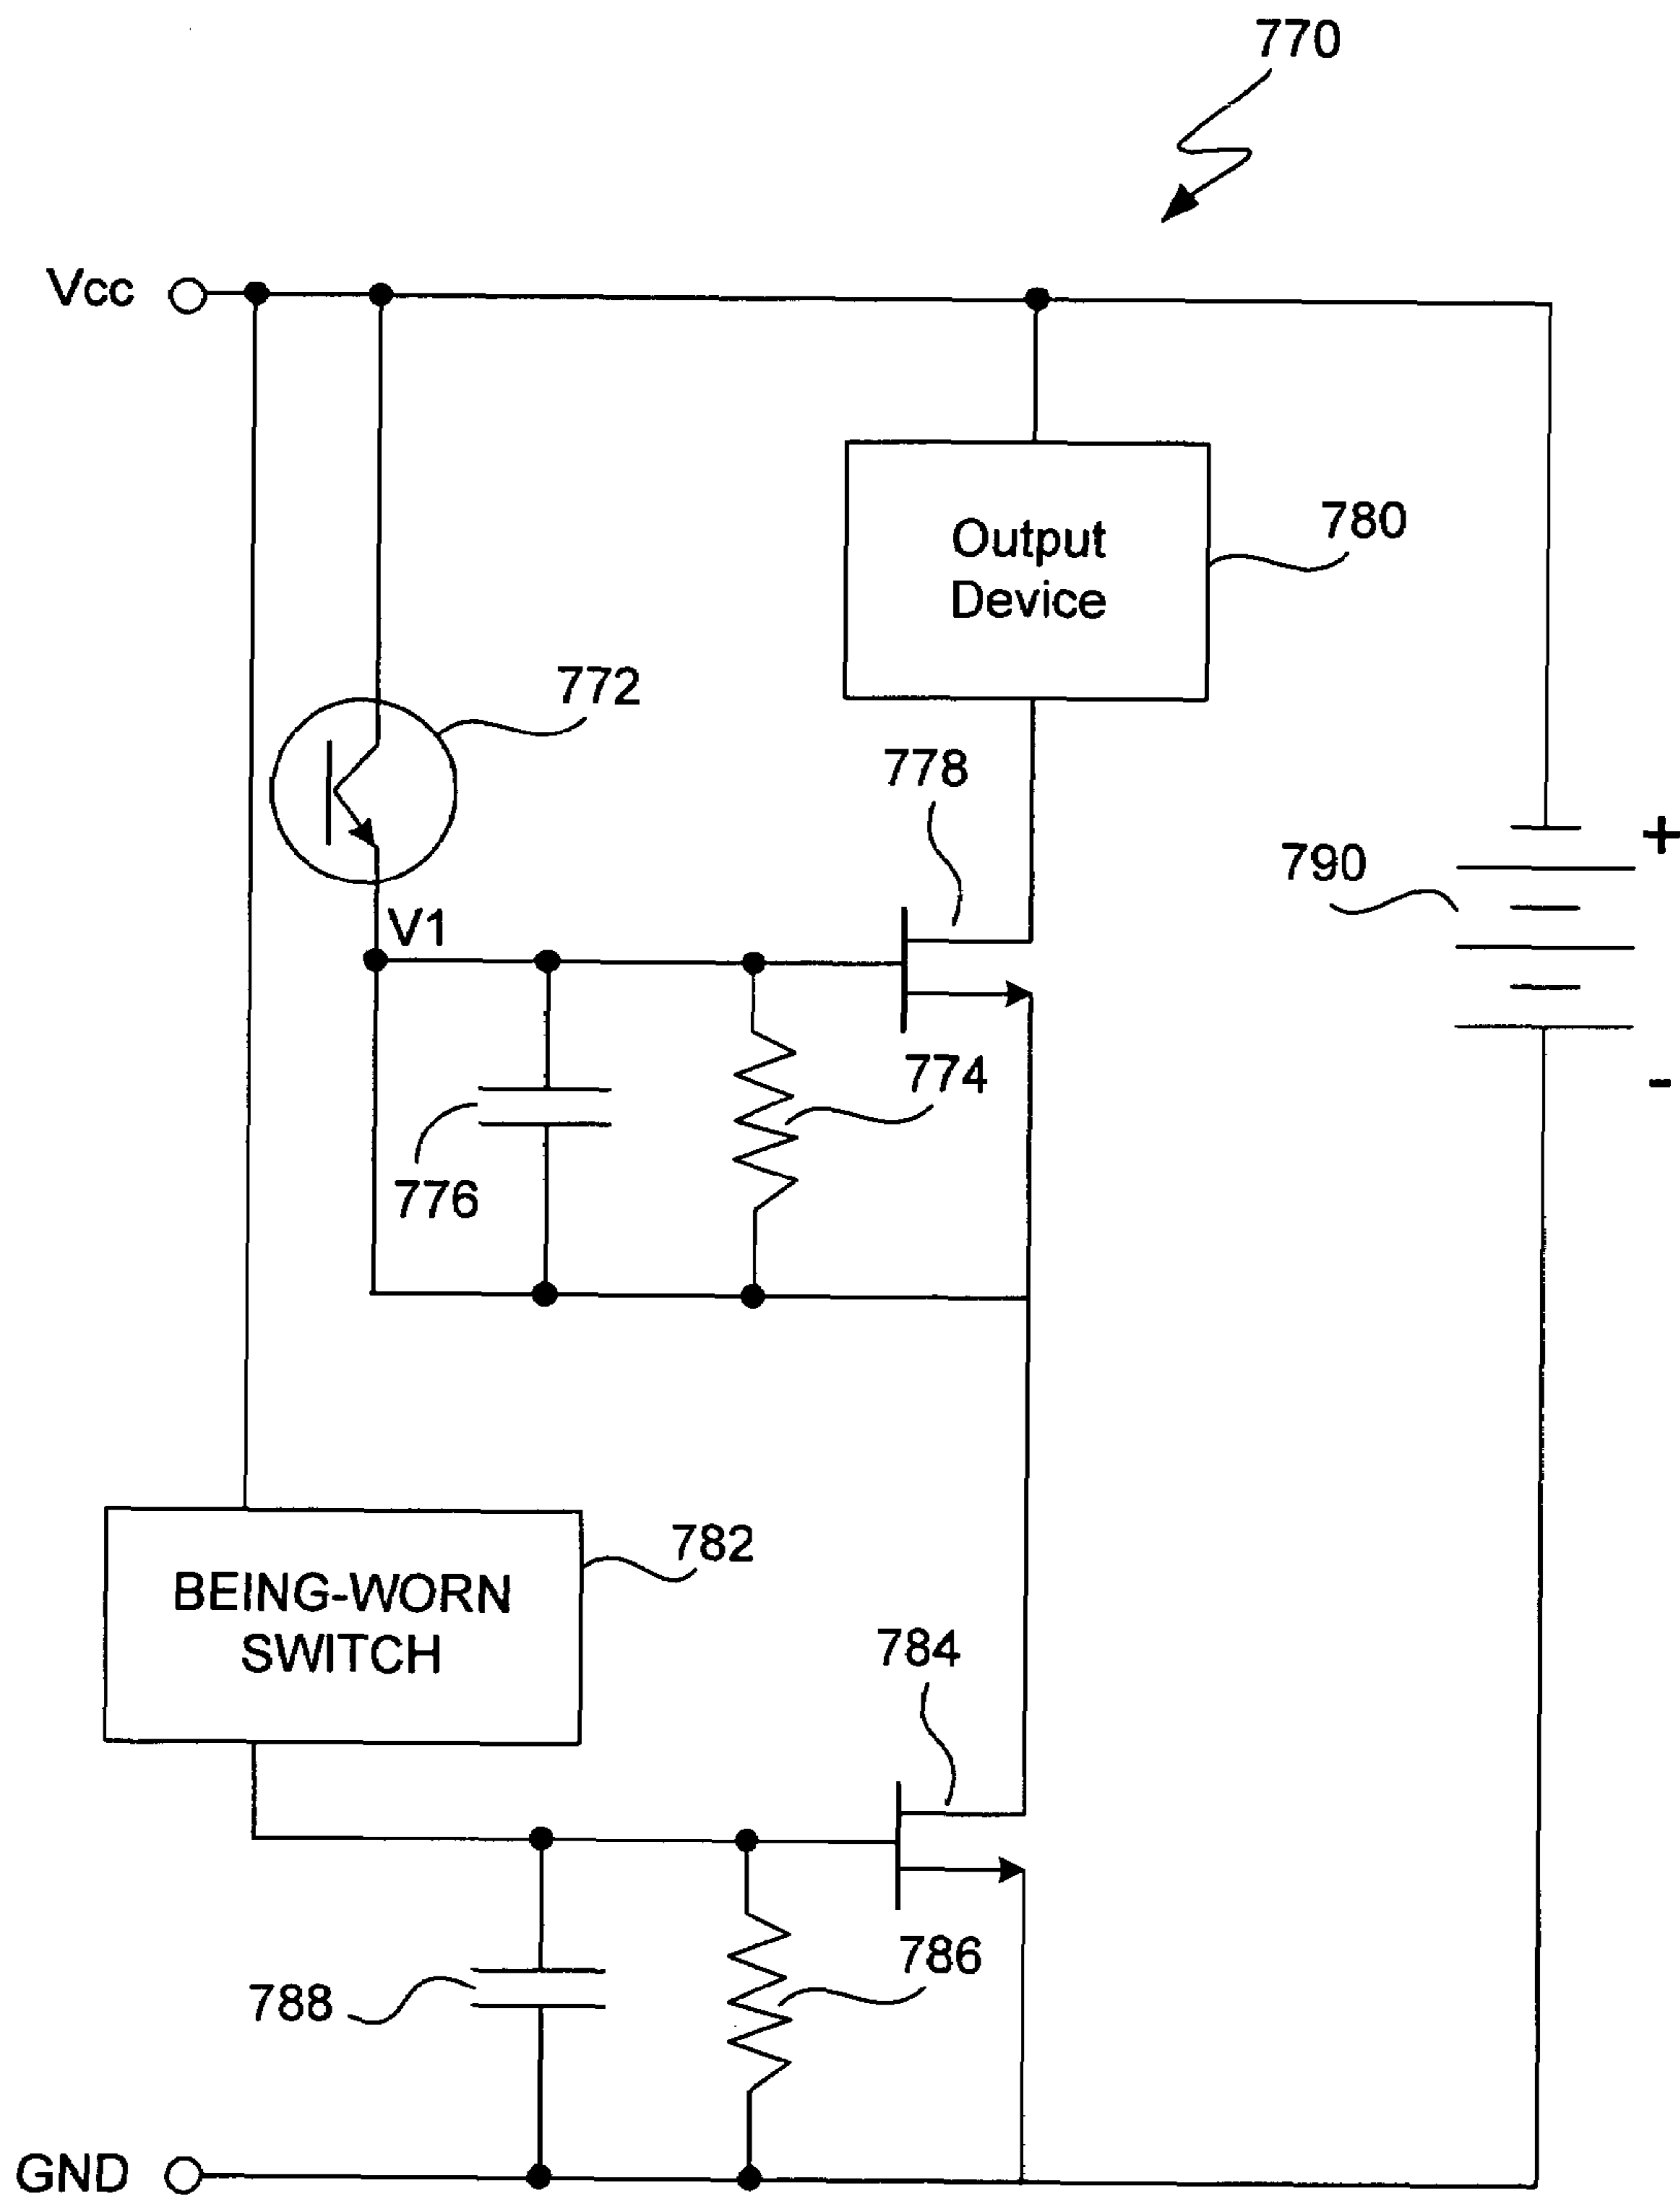 770
Vcc
Output
Device
780
772
778
V1
790
+
-
774
776
BEING-WORN
SWITCH
782
784
786
788
GND